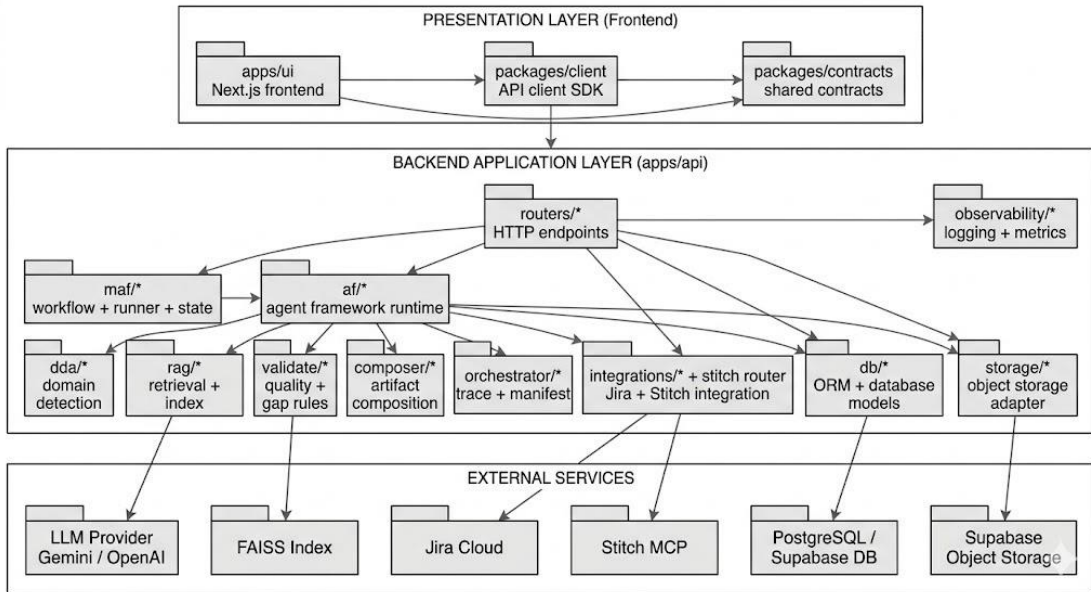 PRESENTATION LAYER (Frontend)
apps/ui
Next.js frontend
packages/client
API client SDK
packages/contracts
shared contracts
BACKEND APPLICATION LAYER (apps/api)
routers/*
HTTP endpoints
observability/*
logging + metrics
maf/*
workflow + runner + state
af/*
agent framework runtime
dda/*
domain
detection
rag/*
retrieval +
index
validate/*
quality +
gap rules
composer/*
artifact
composition
orchestrator/*
trace + manifest
integrations/* + stitch router
Jira + Stitch integration
db/*
ORM + database
models
storage/*
object storage
adapter
EXTERNAL SERVICES
LLM Provider
Gemini / OpenAI
FAISS Index
Jira Cloud
Stitch MCP
PostgreSQL /
Supabase DB
Supabase
Object Storage